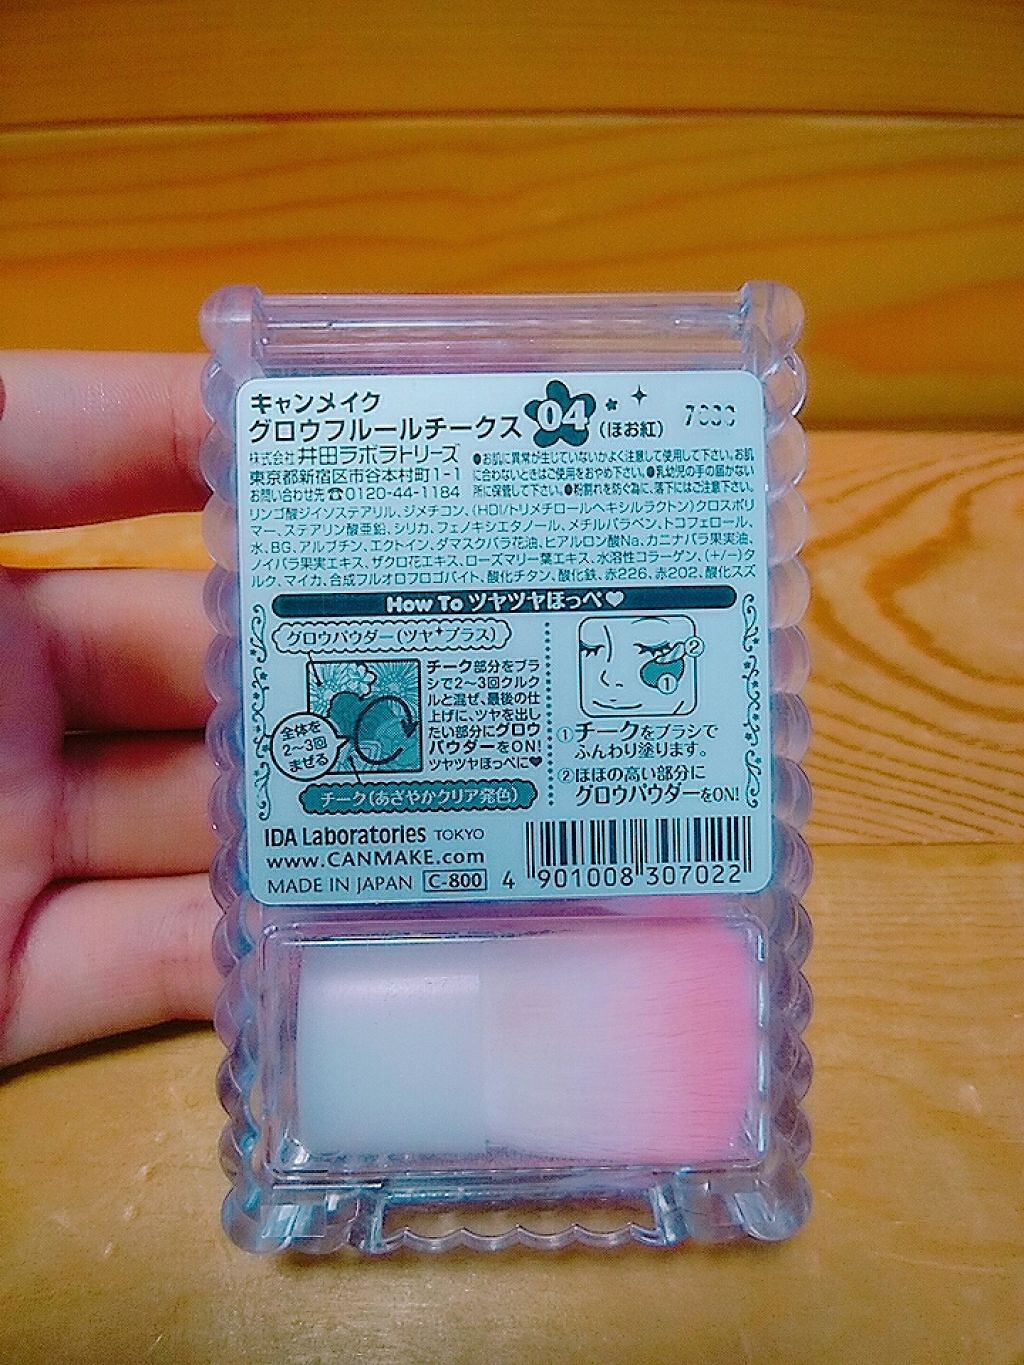 キャンメイク
グロウフルールチークス
04
(ほお紅)
株式会社 井田ラボラトリーズ
東京都新宿区市谷本村町1-1
お問い合わせ先 ☎0120-44-1184
●お肌に異常が生じていないかよく注意して使用して下さい。お肌
に合わないときはご使用をおやめ下さい。●乳幼児の手の届かない
所に保管して下さい。●粉割れを防ぐ為に、落下にはご注意下さい。
リンゴ酸ジイソステアリル、ジメチコン、(HDI/トリメチロールヘキシルラクトン)クロスポリ
マー、ステアリン酸亜鉛、シリカ、フェノキシエタノール、メチルパラベン、トコフェロール、
水、BG、アルブチン、エクトイン、ダマスクバラ花油、ヒアルロン酸Na、カニナバラ果実油、
ノイバラ果実エキス、ザクロ花エキス、ローズマリー葉エキス、水溶性コラーゲン、(+/−)タ
ルク、マイカ、合成フルオロフロゴパイト、酸化チタン、酸化鉄、赤226、赤202、酸化スズ
How To ツヤツヤほっぺ♥
グロウパウダー(ツヤ✦プラス)
全体を
2〜3回
まぜる
チーク(あざやかクリア発色)
チーク部分をブラ
シで2〜3回クルク
ルと混ぜ、最後の仕
上げに、ツヤを出し
たい部分にグロウ
パウダーをON!
ツヤツヤほっぺに♥
②
①
①チークをブラシで
ふんわり塗ります。
②ほほの高い部分に
グロウパウダーをON!
IDA Laboratories TOKYO
www.CANMAKE.com
MADE IN JAPAN C-800
4 901008 307022